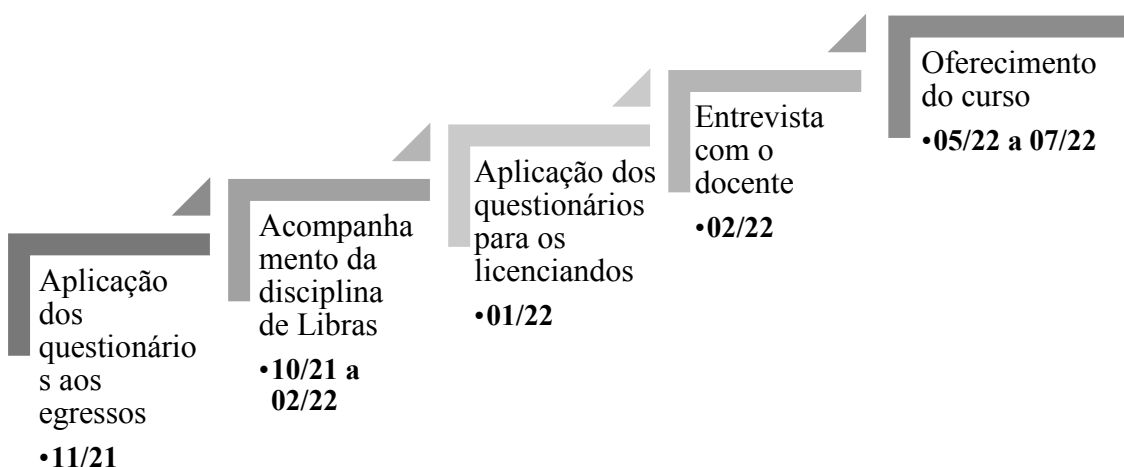 Aplicação
dos
questionário
s aos
egressos
•11/21
Acompanha
mento da
disciplina
de Libras
•10/21 a
02/22
Aplicação dos
questionários
para os
licenciandos
•01/22
Entrevista
com o
docente
•02/22
Oferecimento
do curso
•05/22 a 07/22